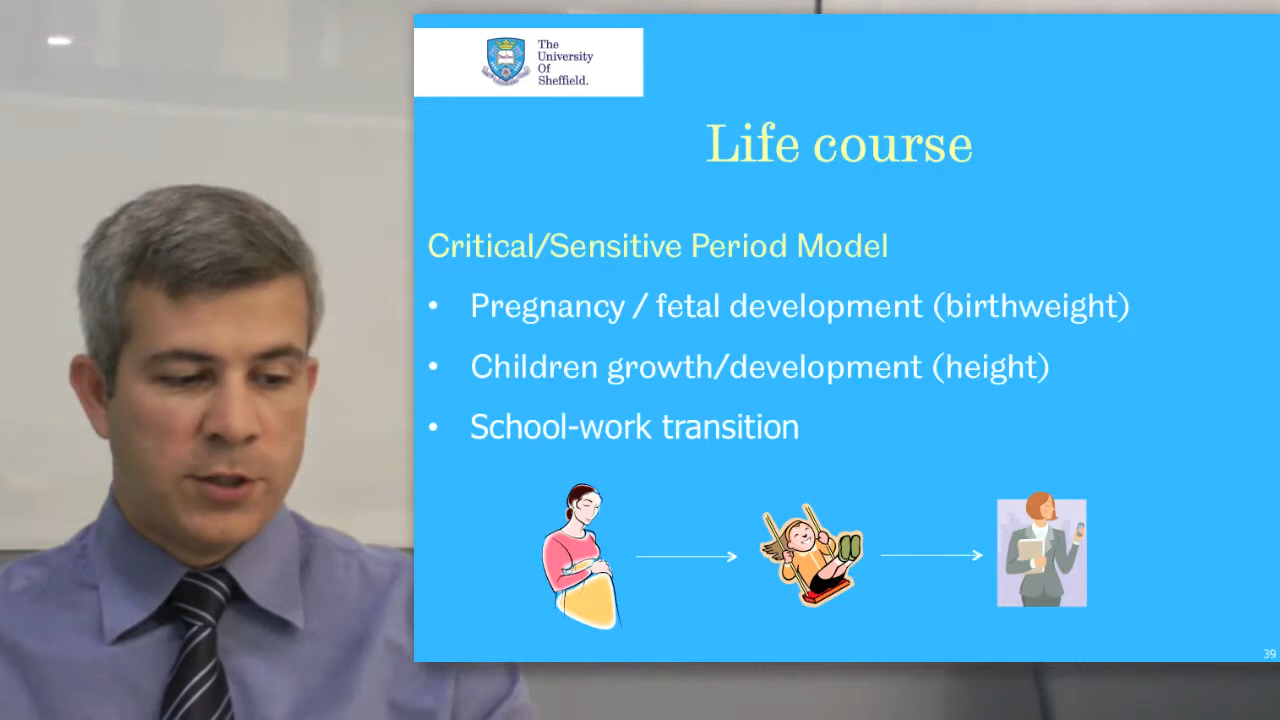 The
University
Of
Sheffield.
Life course
Critical/Sensitive Period Model
• Pregnancy / fetal development (birthweight)
• Children growth/development (height)
• School-work transition
39